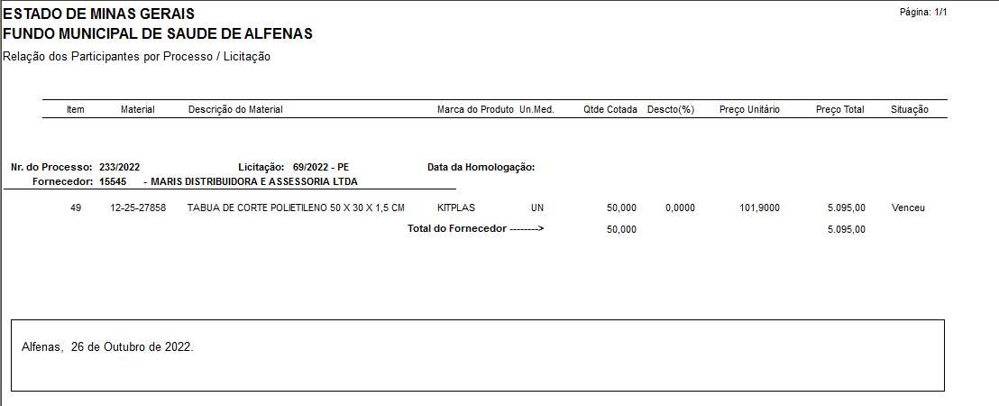 ESTADO DE MINAS GERAIS Página: 1/1
FUNDO MUNICIPAL DE SAUDE DE ALFENAS
Relação dos Participantes por Processo / Licitação
Item Material Descrição do Material Marca do Produto Un.Med. Qtde Cotada Descto(%) Preço Unitário Preço Total Situação
Nr. do Processo: 233/2022 Licitação: 69/2022 - PE Data da Homologação:
Fornecedor: 15545 - MARIS DISTRIBUIDORA E ASSESSORIA LTDA
49 12-25-27858 TABUA DE CORTE POLIETILENO 50 X 30 X 1,5 CM KITPLAS UN 50,000 0,0000 101,9000 5.095,00 Venceu
Total do Fornecedor --------> 50,000 5.095,00
Alfenas, 26 de Outubro de 2022.